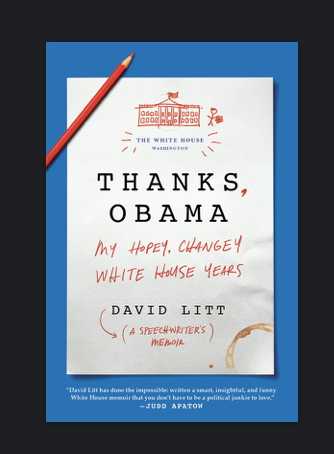 THE WHITE HOUSE
WASHINGTON
THANKS,
OBAMA
MY HOPEY, CHANGEY
WHITE HOUSE YEARS
DAVID LITT
(A SPEECHWRITER'S)
MEMOIR
"David Litt has done the impossible: written a smart, insightful, and funny
White House memoir that you don't have to be a political junkie to love."
—JUDD APATOW